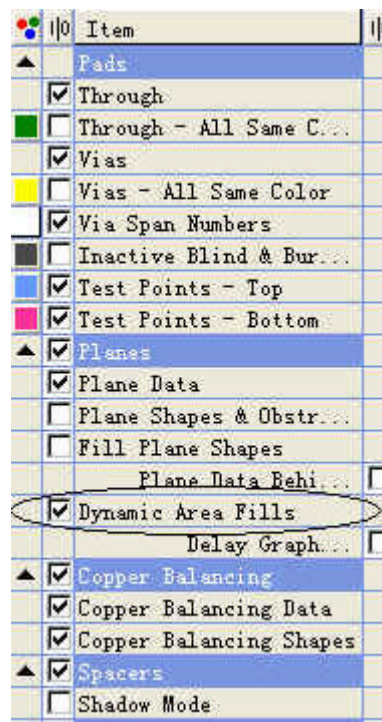 Item
Pads
Through
Through - All Same C...
Vias
Vias - All Same Color
Via Span Numbers
Inactive Blind & Bur...
Test Points - Top
Test Points - Bottom
Planes
Plane Data
Plane Shapes & Obstr...
Fill Plane Shapes
Plane Data Behi...
Dynamic Area Fills
Delay Graph...
Copper Balancing
Copper Balancing Data
Copper Balancing Shapes
Spacers
Shadow Mode